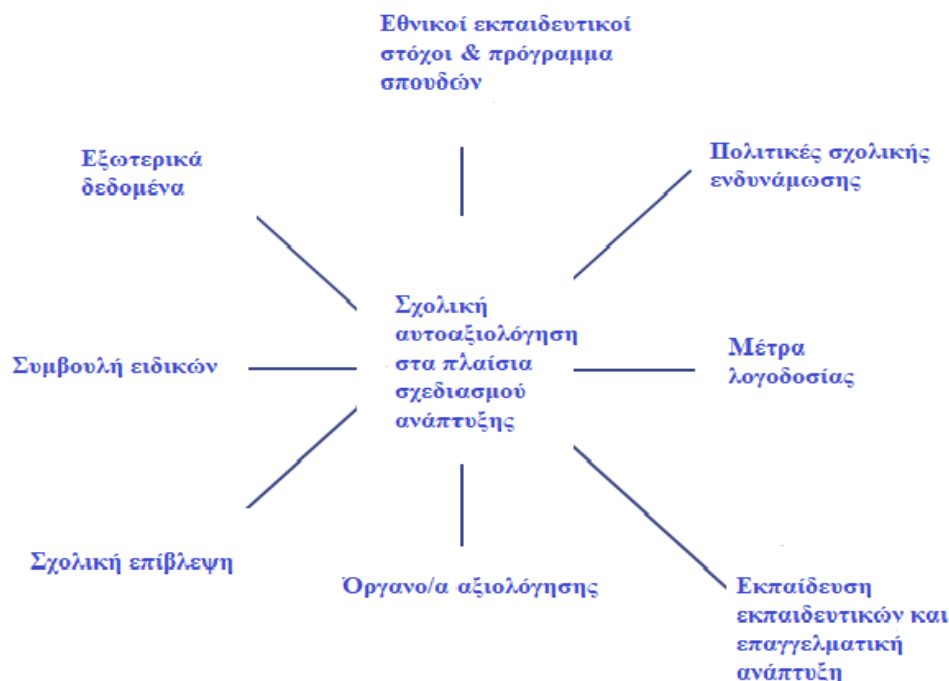 Εθνικοί εκπαιδευτικοί
στόχοι & πρόγραμμα
σπουδών
Εξωτερικά
δεδομένα
Πολιτικές σχολικής
ενδυνάμωσης
Σχολική
αυτοαξιολόγηση
στα πλαίσια
σχεδιασμού
ανάπτυξης
Συμβουλή ειδικών
Μέτρα
λογοδοσίας
Σχολική επίβλεψη
Όργανο/α αξιολόγησης
Εκπαίδευση
εκπαιδευτικών και
επαγγελματική
ανάπτυξη